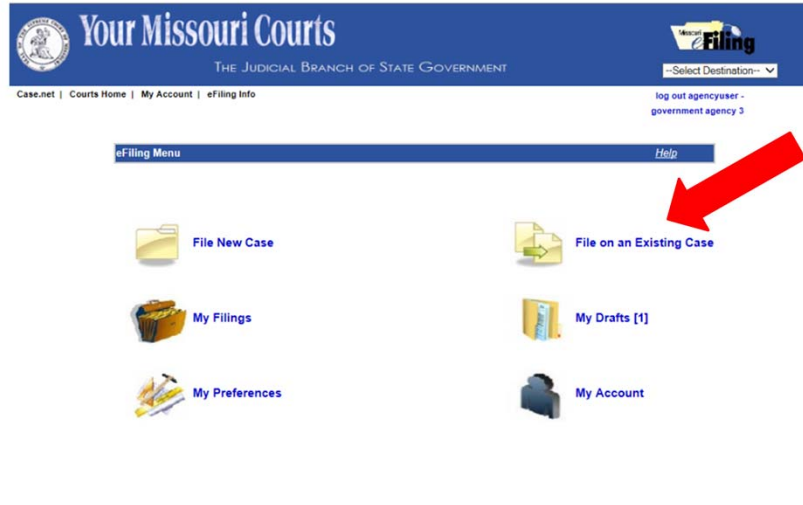 Your Missouri Courts
THE JUDICIAL BRANCH OF STATE GOVERNMENT
Missouri
eFiling
--Select Destination--
Case.net | Courts Home | My Account | eFiling Info
log out agencyuser -
government agency 3
eFiling Menu
Help
File New Case
File on an Existing Case
My Filings
My Drafts [1]
My Preferences
My Account